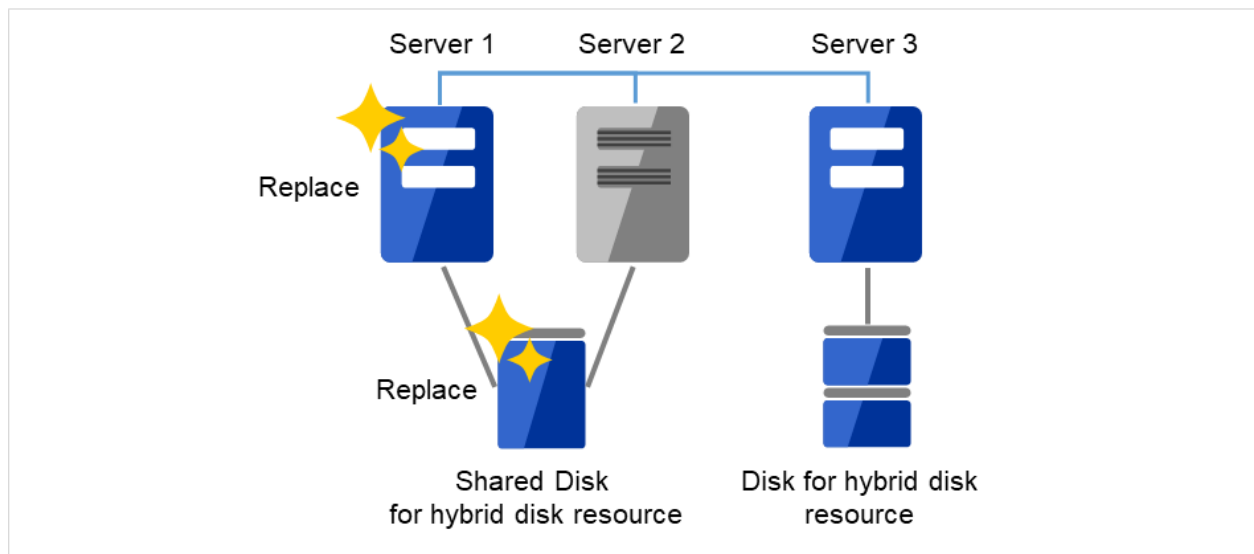 Server 1
Server 2
Server 3
Replace
Replace
Shared Disk
for hybrid disk resource
Disk for hybrid disk
resource